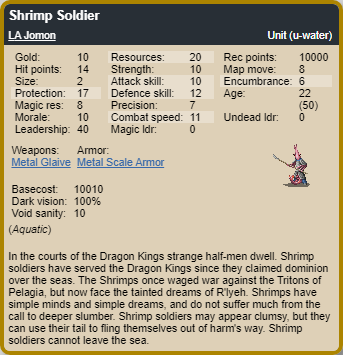 Shrimp Soldier
LA Jomon Unit (u-water)
Gold: 10 Resources: 20 Rec points: 10000
Hit points: 14 Strength: 10 Map move: 8
Size: 2 Attack skill: 10 Encumbrance: 6
Protection: 17 Defence skill: 12 Age: 22
Magic res: 8 Precision: 7 (50)
Morale: 10 Combat speed: 11 Undead ldr: 0
Leadership: 40 Magic ldr: 0
Weapons: Armor:
Metal Glaive Metal Scale Armor
Basecost: 10010
Dark vision: 100%
Void sanity: 10
(Aquatic)
In the courts of the Dragon Kings strange half-men dwell. Shrimp
soldiers have served the Dragon Kings since they claimed dominion
over the seas. The Shrimps once waged war against the Tritons of
Pelagia, but now face the tainted dreams of R'lyeh. Shrimps have
simple minds and simple dreams, and do not suffer much from the
call to deeper slumber. Shrimp soldiers may appear clumsy, but they
can use their tail to fling themselves out of harm's way. Shrimp
soldiers cannot leave the sea.